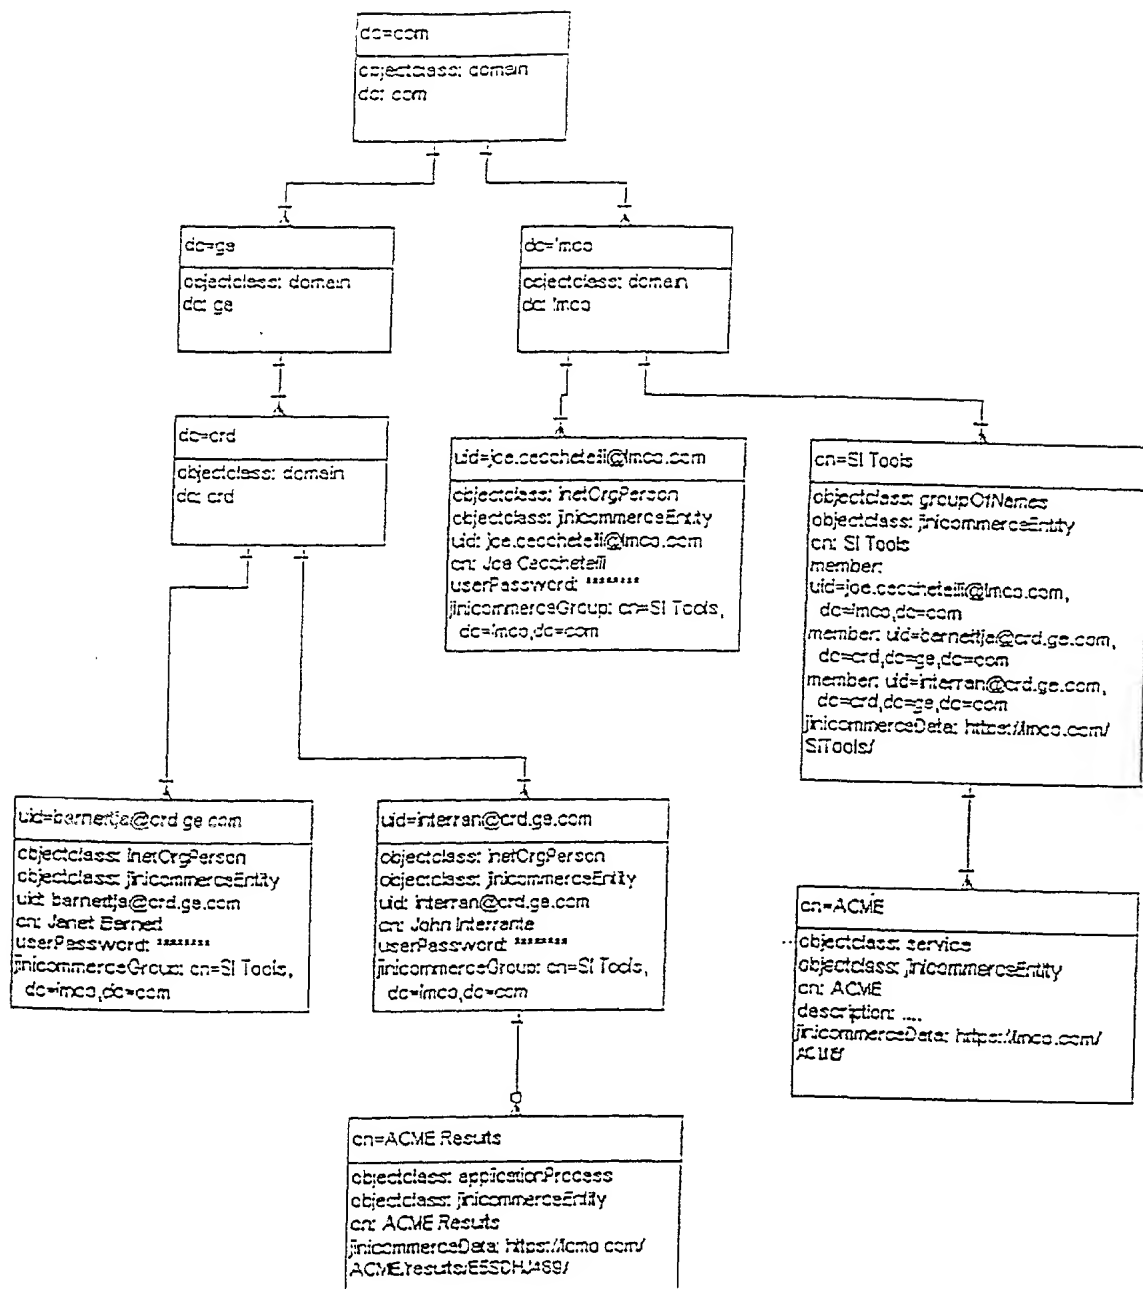 dc=com
objectclass: domain
dc: com
dc=ge
objectclass: domain
dc: ge
dc=lmco
objectclass: domain
dc: lmco
dc=crd
objectclass: domain
dc: crd
uid=joe.cecchetelli@lmco.com
objectclass: inetOrgPerson
objectclass: jinicommerceEntity
uid: joe.cecchetelli@lmco.com
cn: Joe Cecchetelli
userPassword: ********
jinicommerceGroup: cn=SI Tools,
dc=lmco,dc=com
cn=SI Tools
objectclass: groupOfNames
objectclass: jinicommerceEntity
cn: SI Tools
member:
uid=joe.cecchetelli@lmco.com,
dc=lmco,dc=com
member: uid=barnettja@crd.ge.com,
dc=crd,dc=ge,dc=com
member: uid=interran@crd.ge.com,
dc=crd,dc=ge,dc=com
jinicommerceData: https://lmco.com/
SITools/
uid=barnettja@crd.ge.com
objectclass: inetOrgPerson
objectclass: jinicommerceEntity
uid: barnettja@crd.ge.com
cn: Janet Barnett
userPassword: ********
jinicommerceGroup: cn=SI Tools,
dc=lmco,dc=com
uid=interran@crd.ge.com
objectclass: inetOrgPerson
objectclass: jinicommerceEntity
uid: interran@crd.ge.com
cn: John Interrante
userPassword: ********
jinicommerceGroup: cn=SI Tools,
dc=lmco,dc=com
cn=ACME
objectclass: service
objectclass: jinicommerceEntity
cn: ACME
description: ....
jinicommerceData: https://lmco.com/
ACME/
cn=ACME Results
objectclass: applicationProcess
objectclass: jinicommerceEntity
cn: ACME Results
jinicommerceData: https://lcmo.com/